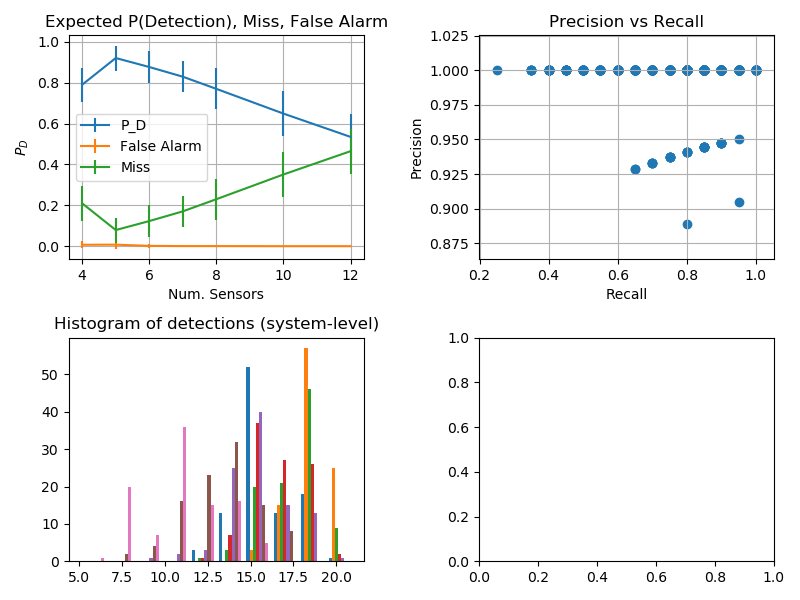 Expected P(Detection), Miss, False Alarm
1.0
0.8
0.6
0.4
0.2
0.0
P_D
P_D
False Alarm
Miss
4 6 8 10 12
Num. Sensors
Precision vs Recall
1.025
1.000
0.975
0.950
0.925
0.900
0.875
Precision
0.2 0.4 0.6 0.8 1.0
Recall
Histogram of detections (system-level)
50
40
30
20
10
0
5.0 7.5 10.0 12.5 15.0 17.5 20.0
1.0
0.8
0.6
0.4
0.2
0.0
0.0 0.2 0.4 0.6 0.8 1.0